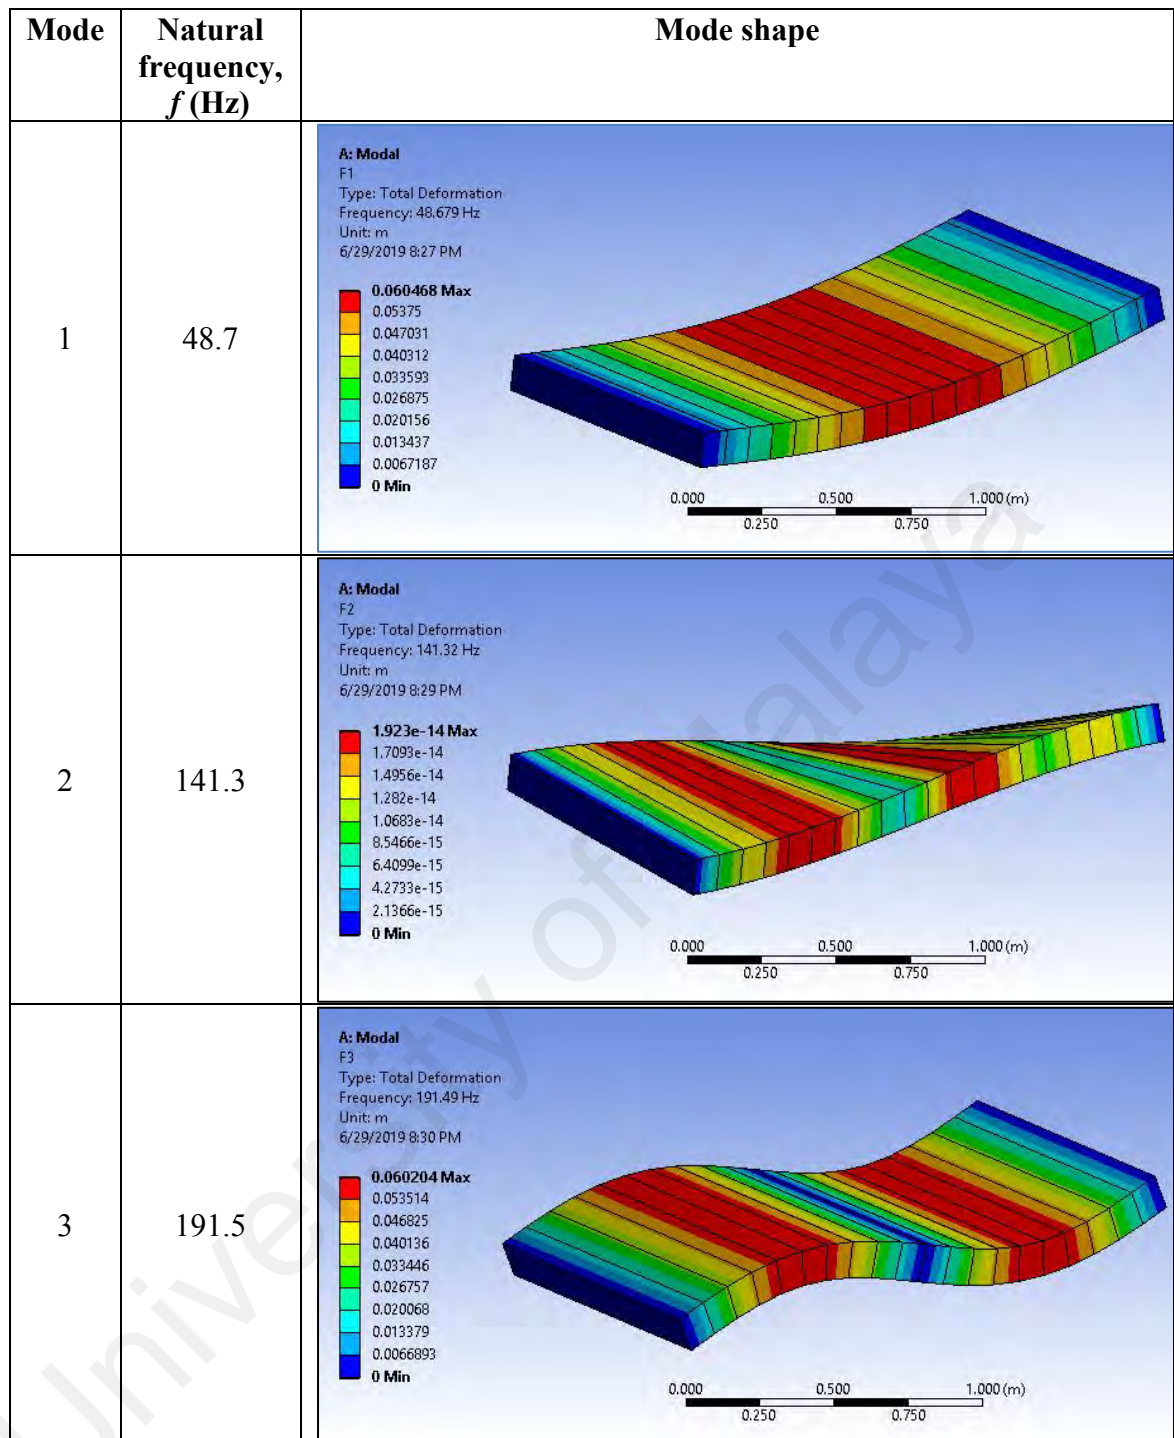 Mode Natural frequency, f (Hz) Mode shape
1 48.7
A: Modal
F1
Type: Total Deformation
Frequency: 48.679 Hz
Unit: m
6/29/2019 8:27 PM
0.060468 Max
0.05375
0.047031
0.040312
0.033593
0.026875
0.020156
0.013437
0.0067187
0 Min
0.000 0.500 1.000 (m)
0.250 0.750
2 141.3
A: Modal
F2
Type: Total Deformation
Frequency: 141.32 Hz
Unit: m
6/29/2019 8:29 PM
1.923e-14 Max
1.7093e-14
1.4956e-14
1.282e-14
1.0683e-14
8.5466e-15
6.4099e-15
4.2733e-15
2.1366e-15
0 Min
0.000 0.500 1.000 (m)
0.250 0.750
3 191.5
A: Modal
F3
Type: Total Deformation
Frequency: 191.49 Hz
Unit: m
6/29/2019 8:30 PM
0.060204 Max
0.053514
0.046825
0.040136
0.033446
0.026757
0.020068
0.013379
0.0066893
0 Min
0.000 0.500 1.000 (m)
0.250 0.750
University of Malaya